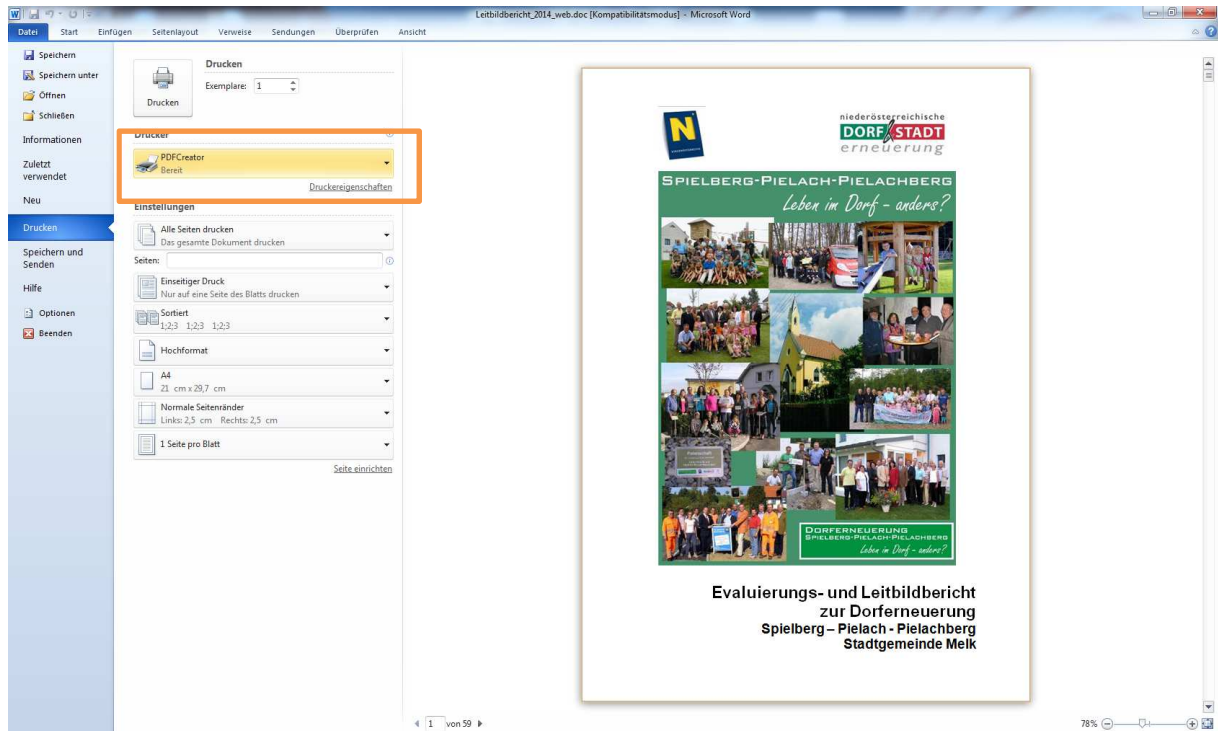 Leitbildbericht_2014_web.doc [Kompatibilitätsmodus] - Microsoft Word
Datei Start Einfügen Seitenlayout Verweise Sendungen Überprüfen Ansicht
Speichern
Speichern unter
Öffnen
Schließen
Informationen
Zuletzt
verwendet
Neu
Drucken
Speichern und
Senden
Hilfe
Optionen
Beenden
Drucken
Drucken
Exemplare: 1
Drucker
PDFCreator
Bereit
Druckereigenschaften
Einstellungen
Alle Seiten drucken
Das gesamte Dokument drucken
Seiten:
Einseitiger Druck
Nur auf eine Seite des Blatts drucken
Sortiert
1;2;3 1;2;3 1;2;3
Hochformat
A4
21 cm x 29,7 cm
Normale Seitenränder
Links: 2,5 cm Rechts: 2,5 cm
1 Seite pro Blatt
Seite einrichten
N
niederösterreichische
DORF STADT
erneuerung
SPIELBERG-PIELACH-PIELACHBERG
Leben im Dorf - anders?
DORFERNEUERUNG
SPIELBERG-PIELACH-PIELACHBERG
Leben im Dorf - anders?
Evaluierungs- und Leitbildbericht
zur Dorferneuerung
Spielberg – Pielach - Pielachberg
Stadtgemeinde Melk
1 von 59
78%